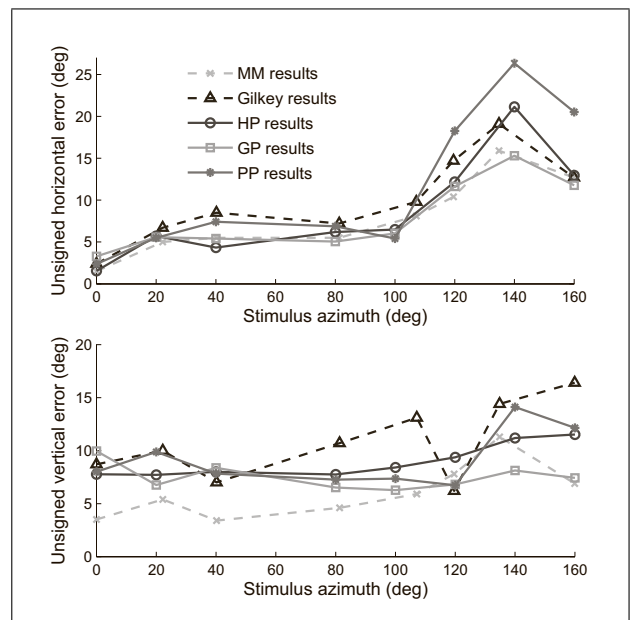 Unsigned horizontal error (deg)
25
20
15
10
5
0
MM results
Gilkey results
HP results
GP results
PP results
0 20 40 60 80 100 120 140 160
Stimulus azimuth (deg)
Unsigned vertical error (deg)
20
15
10
5
0
0 20 40 60 80 100 120 140 160
Stimulus azimuth (deg)